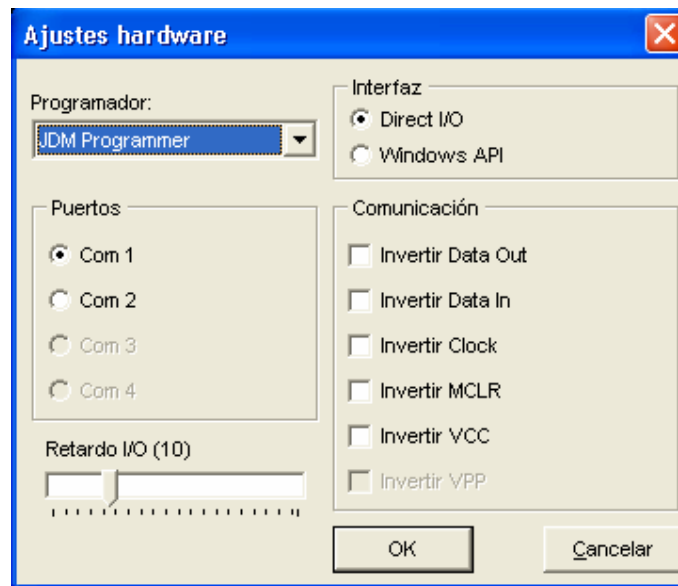 Ajustes hardware
Programador:
JDM Programmer
Interfaz
Direct I/O
Windows API
Puertos
Com 1
Com 2
Com 3
Com 4
Comunicación
Invertir Data Out
Invertir Data In
Invertir Clock
Invertir MCLR
Invertir VCC
Invertir VPP
Retardo I/O (10)
OK
Cancelar